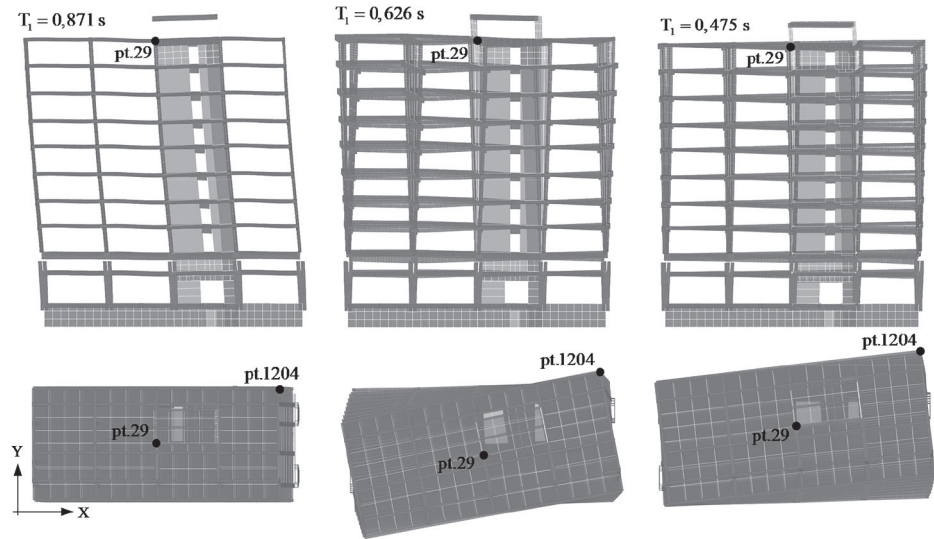 T₁ = 0,871 s
T₁ = 0,626 s
T₁ = 0,475 s
pt.29
pt.29
pt.29
pt.1204
pt.1204
pt.1204
pt.29
pt.29
pt.29
Y
X